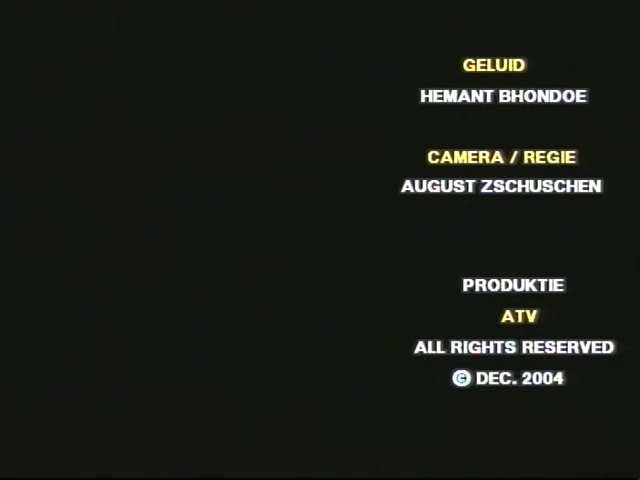 GELUID
HEMANT BHONDOE
CAMERA / REGIE
AUGUST ZSCHUSCHEN
PRODUKTIE
ATV
ALL RIGHTS RESERVED
© DEC. 2004